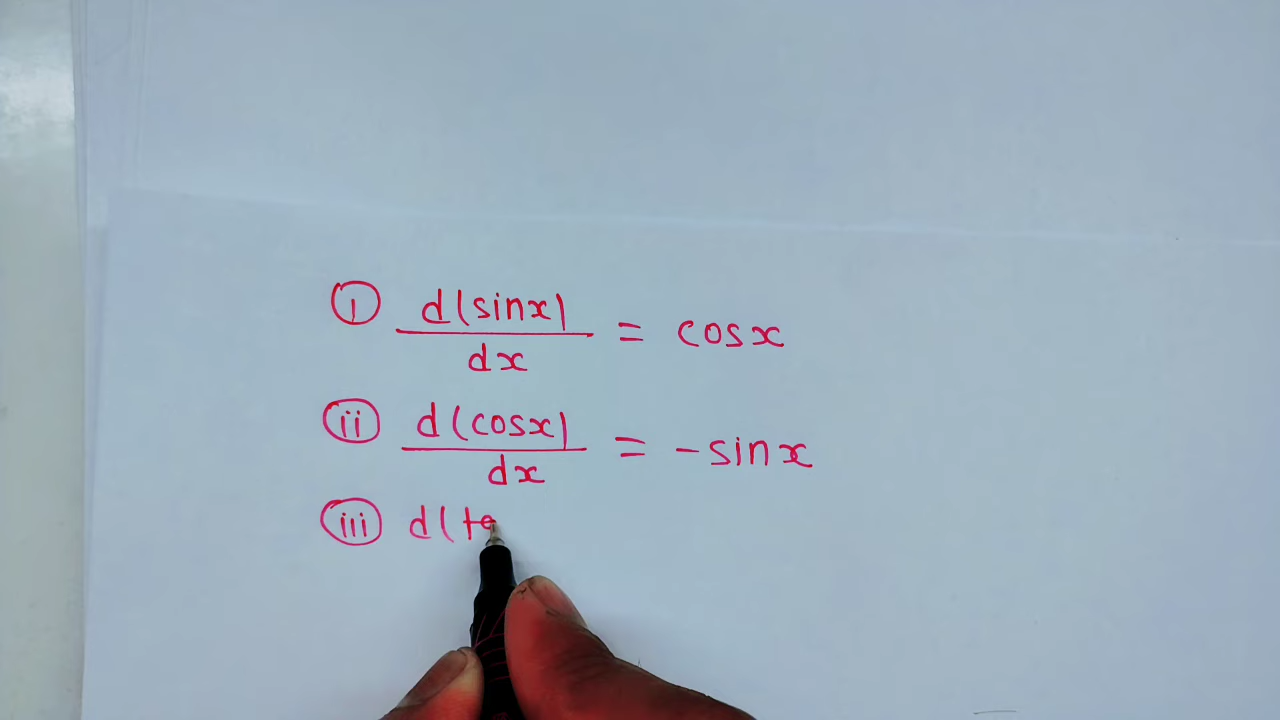 (i) d(sinx)/dx = cosx
(ii) d(cosx)/dx = -sinx
(iii) d(t